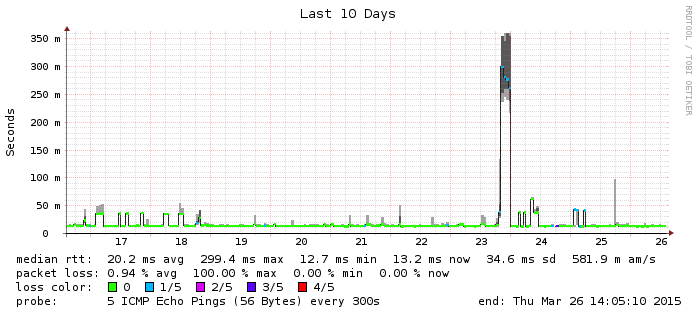 Last 10 Days
RRDTOOL / TOBI OETIKER
Seconds
350 m
300 m
250 m
200 m
150 m
100 m
50 m
0
17 18 19 20 21 22 23 24 25 26
median rtt: 20.2 ms avg 299.4 ms max 12.7 ms min 13.2 ms now 34.6 ms sd 581.9 m am/s
packet loss: 0.94 % avg 100.00 % max 0.00 % min 0.00 % now
loss color: 0 1/5 2/5 3/5 4/5
probe: 5 ICMP Echo Pings (56 Bytes) every 300s end: Thu Mar 26 14:05:10 2015